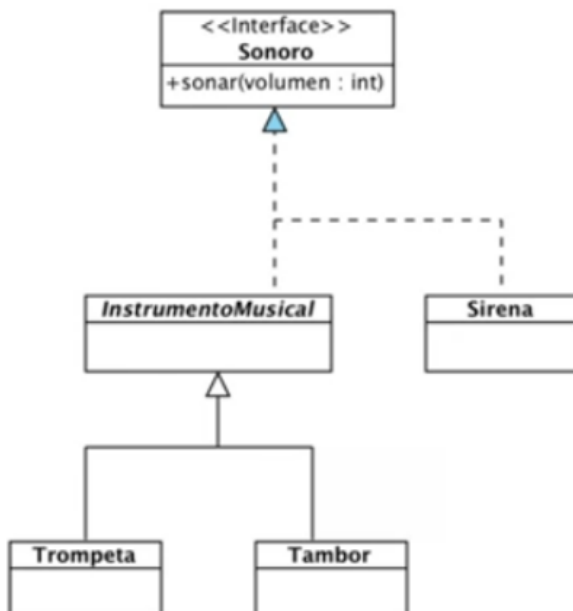 <<Interface>>
Sonoro
+sonar(volumen : int)
InstrumentoMusical
Sirena
Trompeta
Tambor